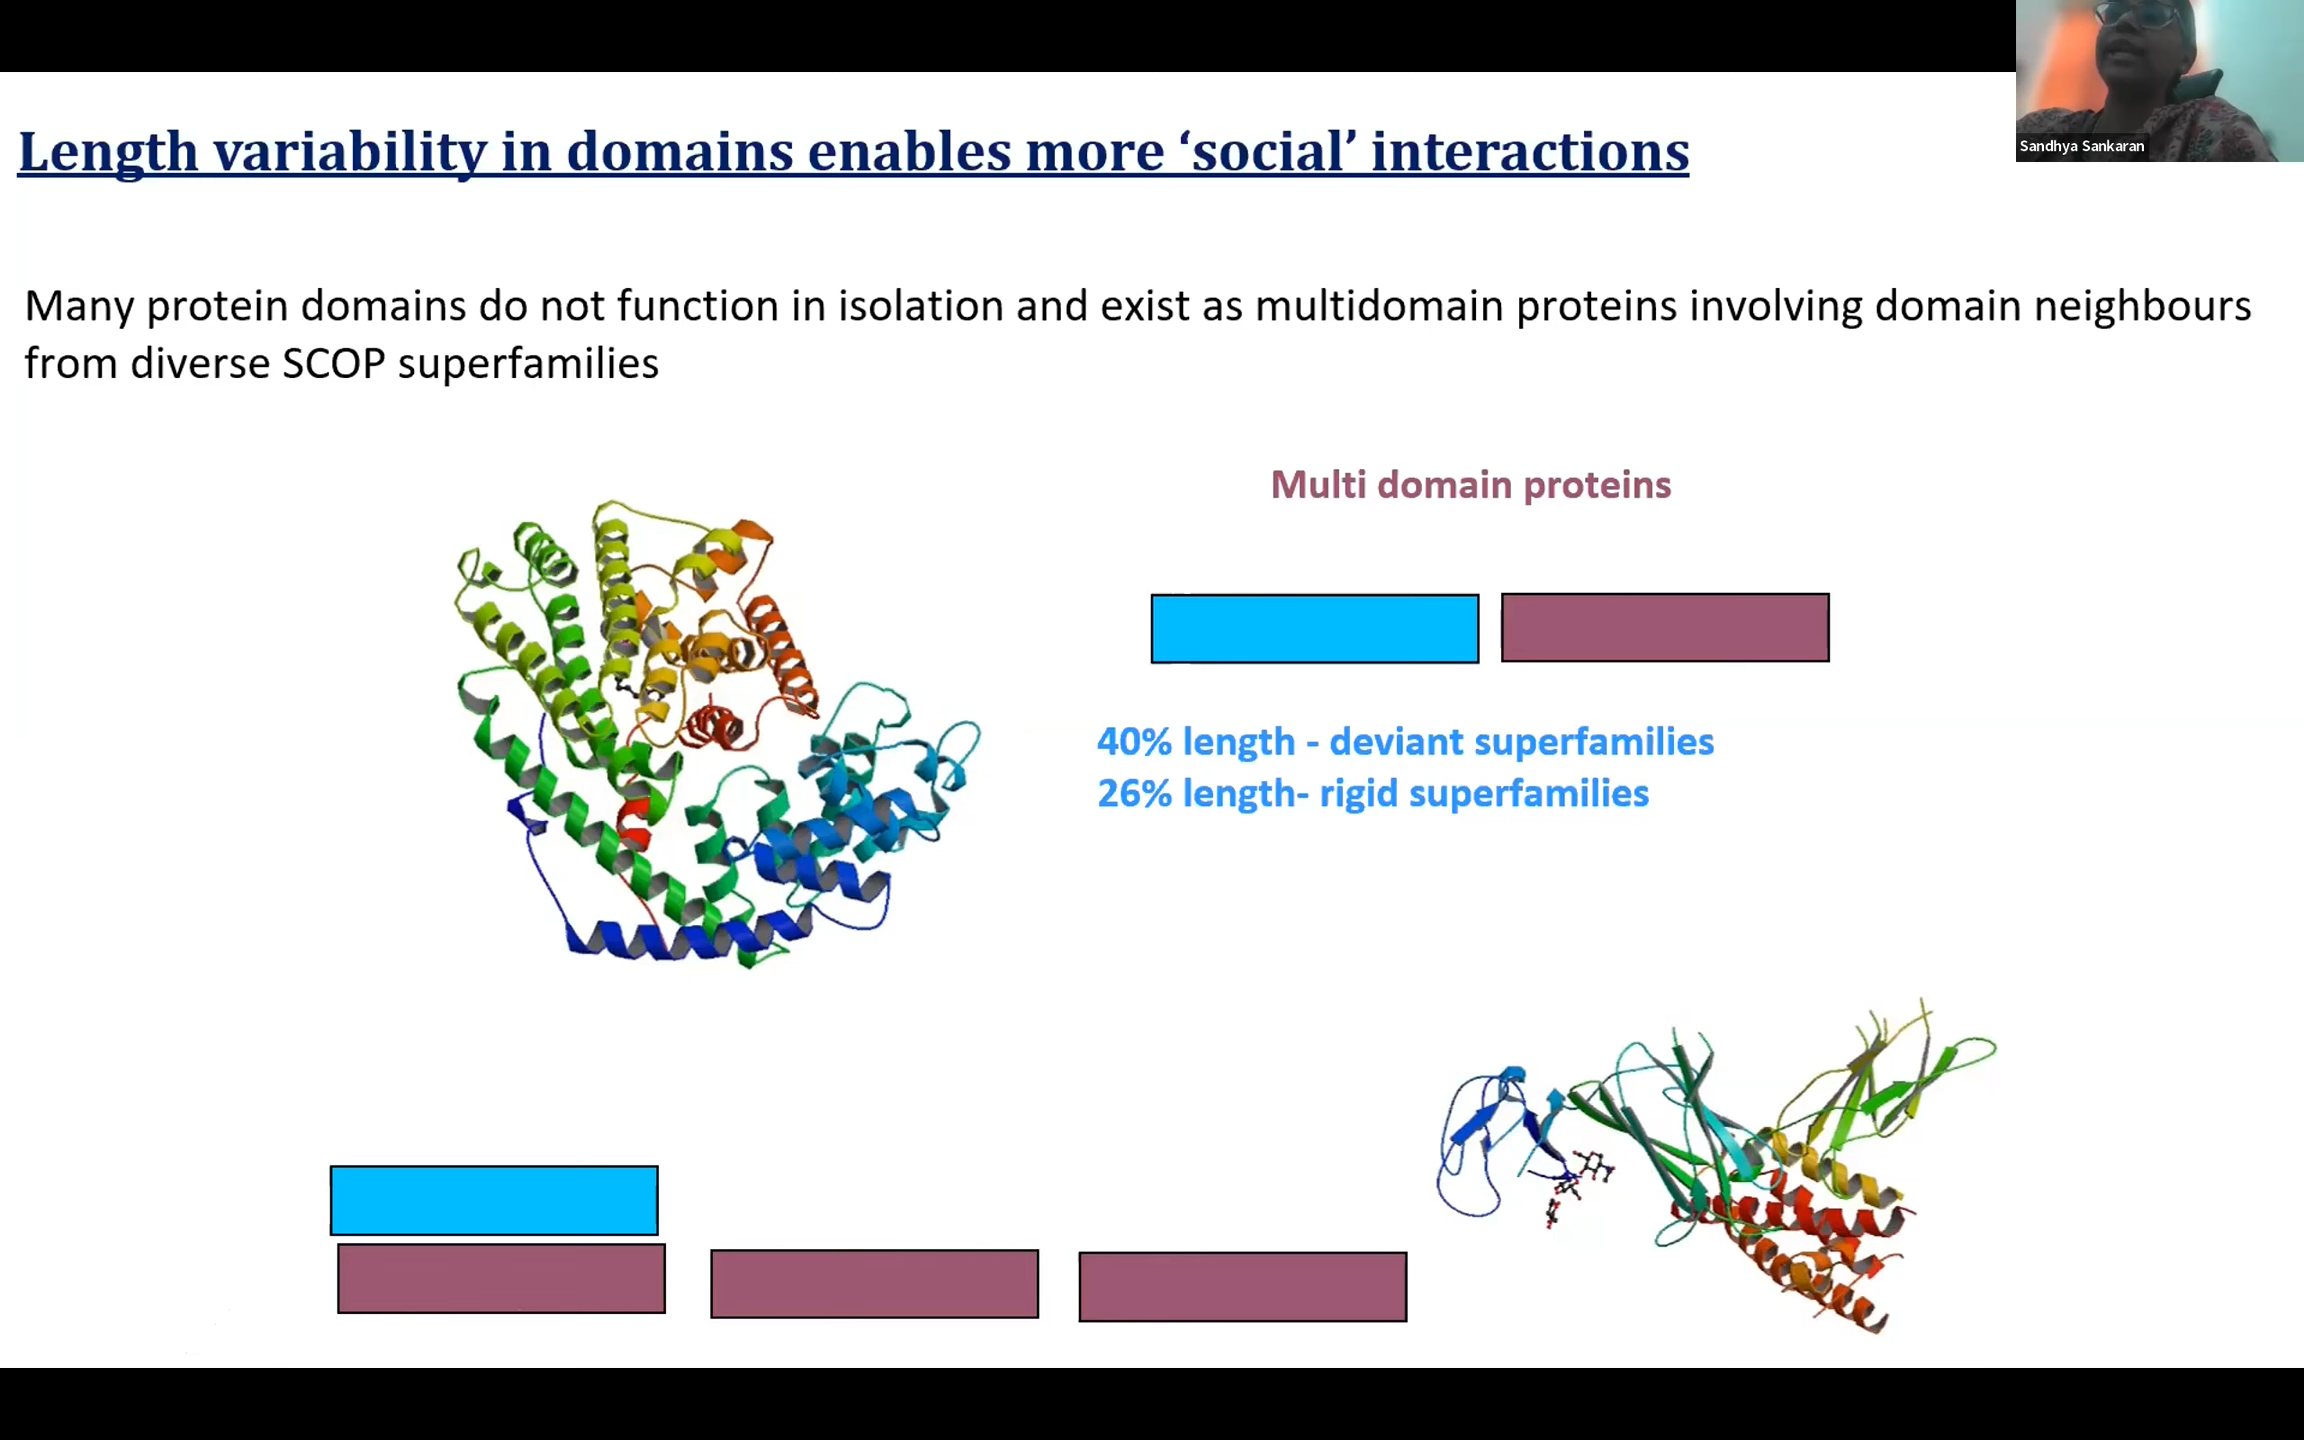 Sandhya Sankaran
Length variability in domains enables more ‘social’ interactions
Many protein domains do not function in isolation and exist as multidomain proteins involving domain neighbours
from diverse SCOP superfamilies
Multi domain proteins
40% length - deviant superfamilies
26% length- rigid superfamilies